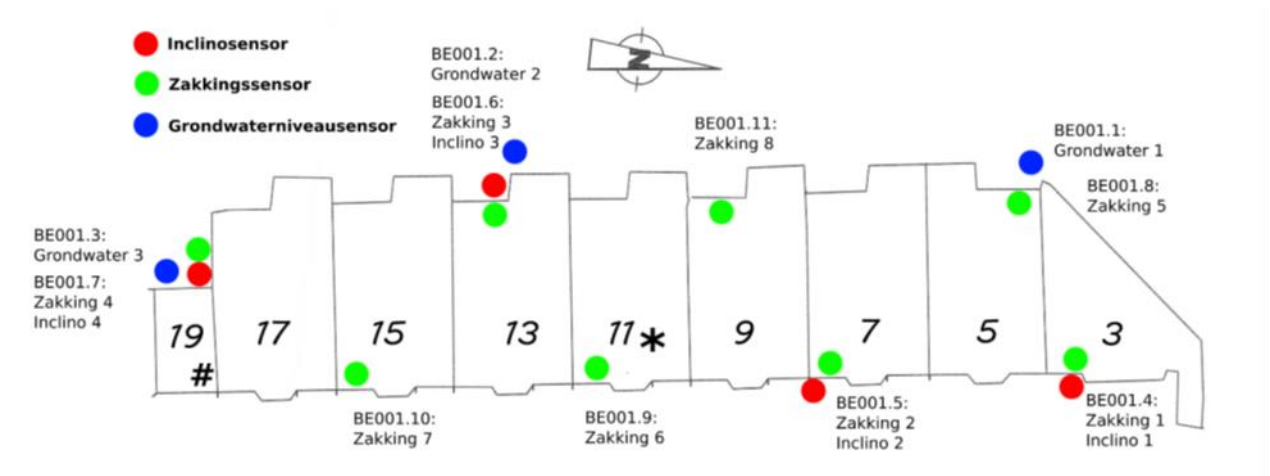 Inclinosensor
Zakkingssensor
Grondwaterniveausensor
BE001.2:
Grondwater 2
BE001.6:
Zakking 3
Inclino 3
N
BE001.11:
Zakking 8
BE001.1:
Grondwater 1
BE001.8:
Zakking 5
BE001.3:
Grondwater 3
BE001.7:
Zakking 4
Inclino 4
19 17 15 13 11* 9 7 5 3
#
BE001.10:
Zakking 7
BE001.9:
Zakking 6
BE001.5:
Zakking 2
Inclino 2
BE001.4:
Zakking 1
Inclino 1